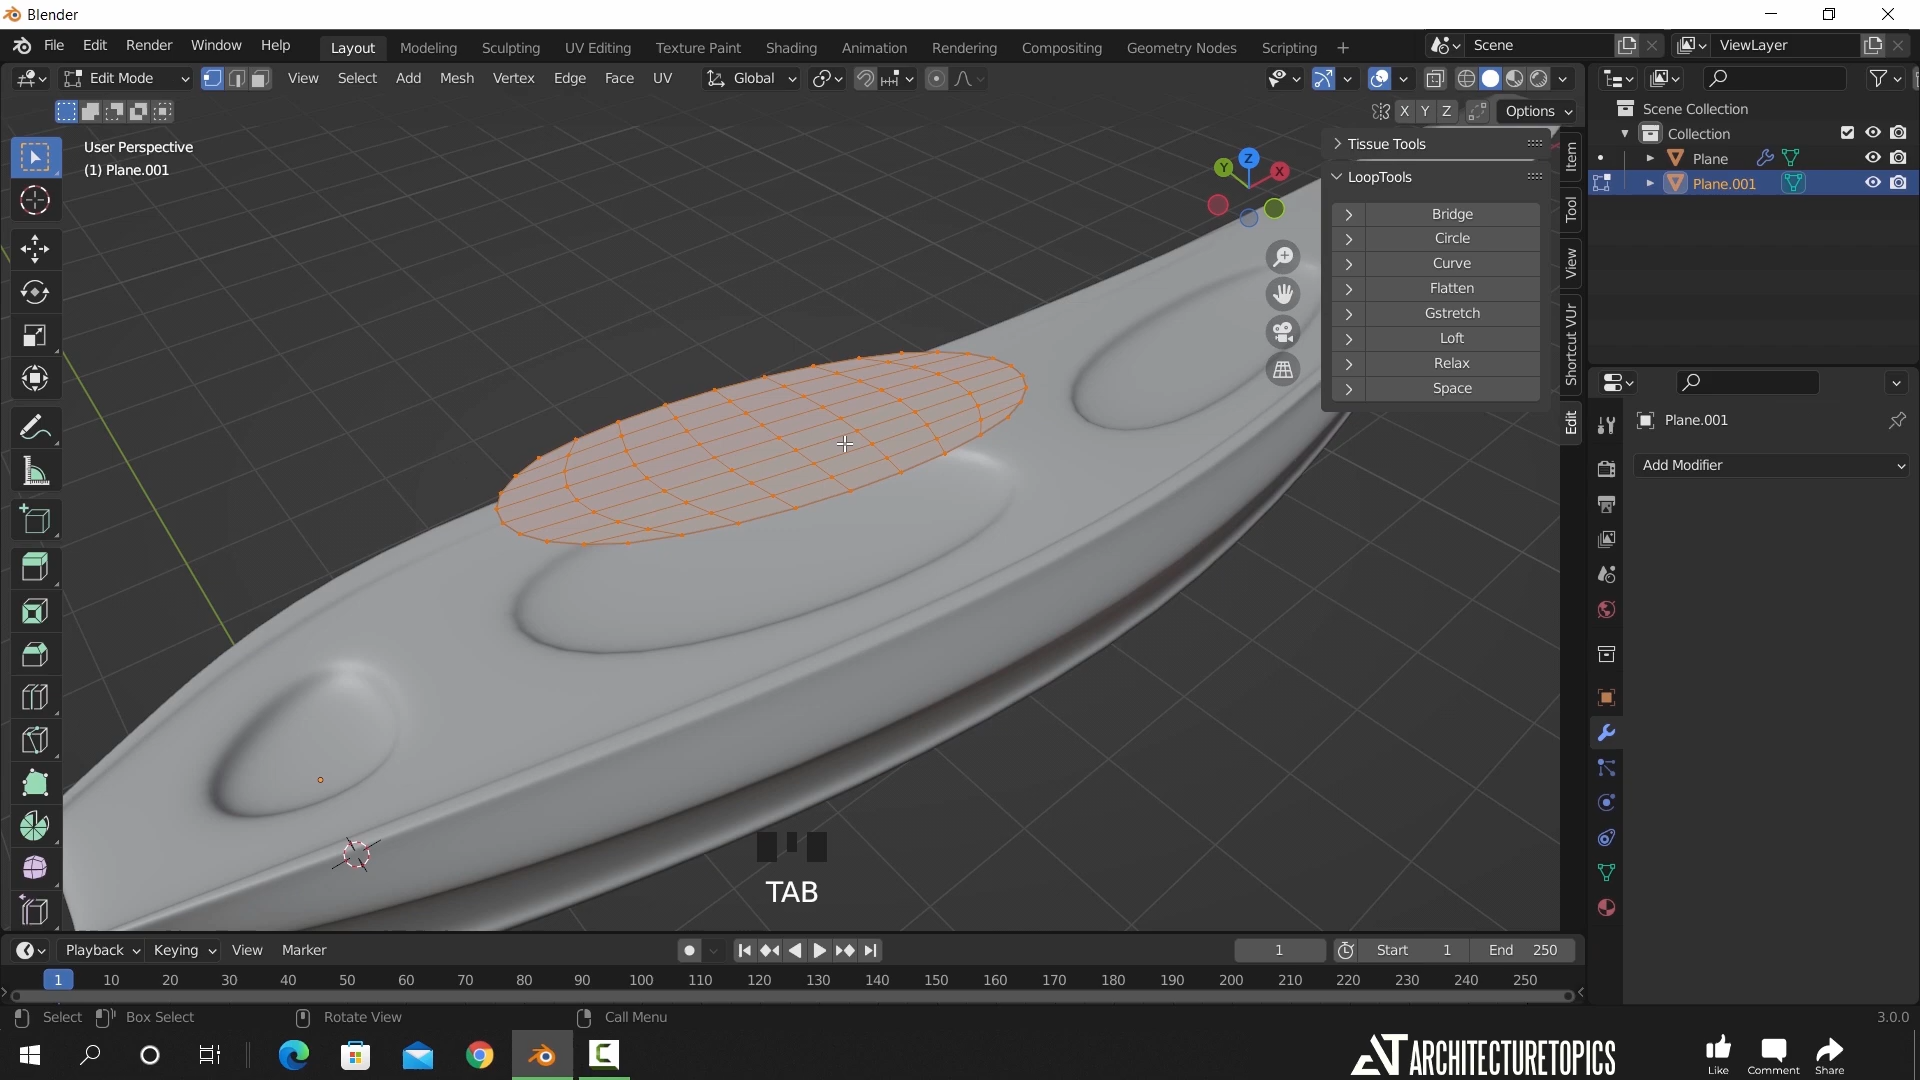 Blender
File Edit Render Window Help Layout Modeling Sculpting UV Editing Texture Paint Shading Animation Rendering Compositing Geometry Nodes Scripting + Scene ViewLayer
Edit Mode View Select Add Mesh Vertex Edge Face UV Global
X Y Z Options
User Perspective
(1) Plane.001
Tissue Tools
LoopTools
Bridge
Circle
Curve
Flatten
Gstretch
Loft
Relax
Space
Item
Tool
View
Shortcut VUr
Edit
Z
Y
X
Scene Collection
Collection
Plane
Plane.001
Plane.001
Add Modifier
TAB
Playback Keying View Marker 1 Start 1 End 250
1 10 20 30 40 50 60 70 80 90 100 110 120 130 140 150 160 170 180 190 200 210 220 230 240 250
Select Box Select Rotate View Call Menu 3.0.0
ARCHITECTURETOPICS
Like Comment Share